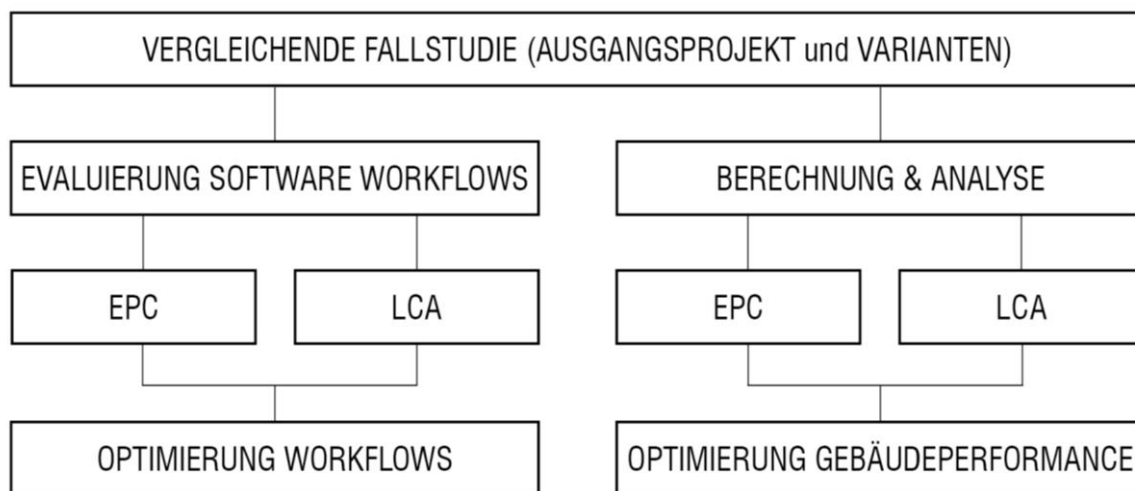 VERGLEICHENDE FALLSTUDIE (AUSGANGSPROJEKT und VARIANTEN)
EVALUIERUNG SOFTWARE WORKFLOWS
BERECHNUNG & ANALYSE
EPC
LCA
EPC
LCA
OPTIMIERUNG WORKFLOWS
OPTIMIERUNG GEBÄUDEPERFORMANCE